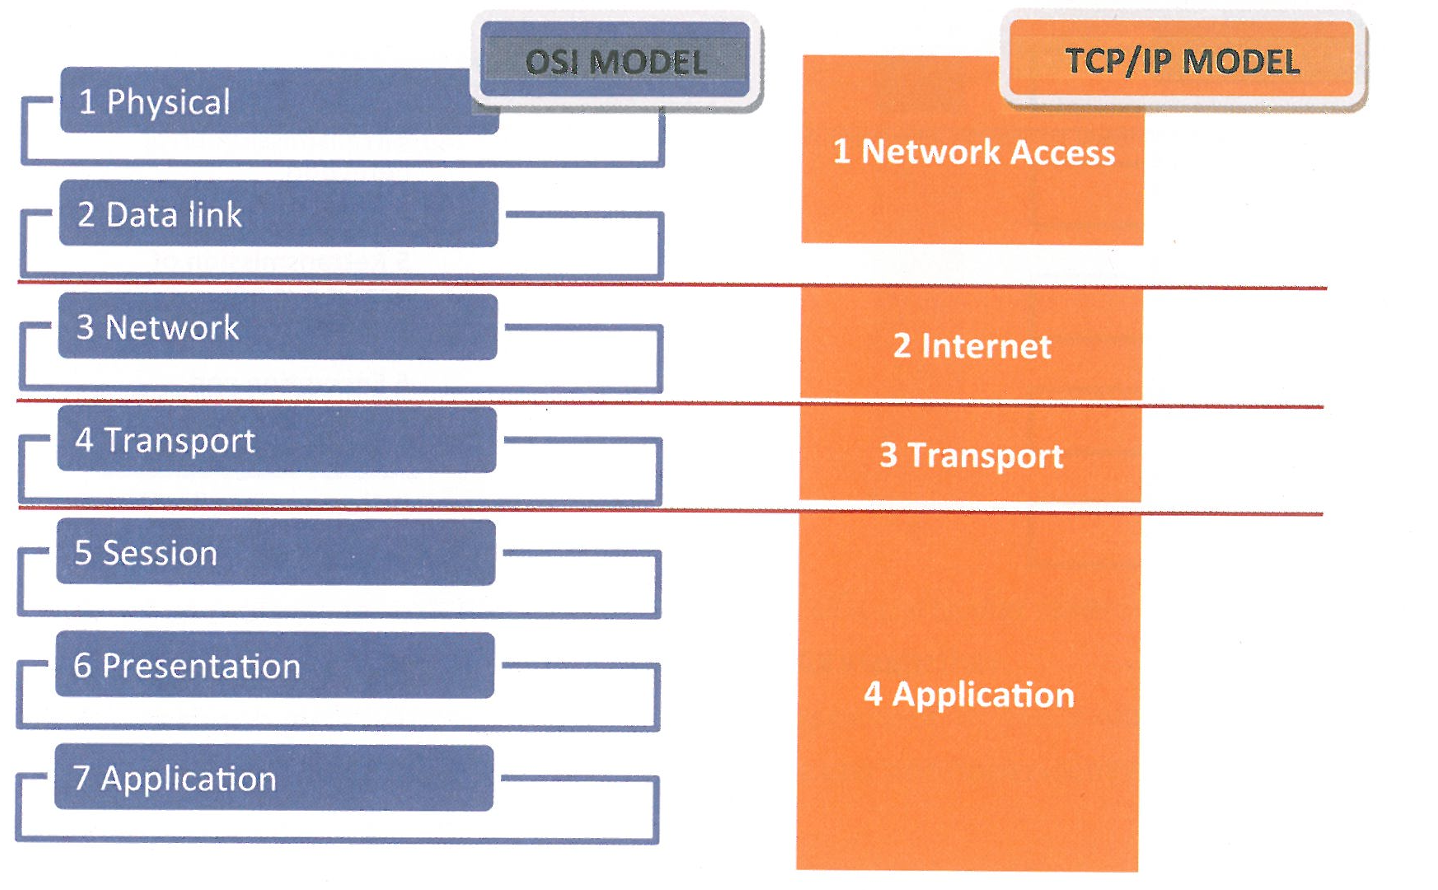 OSI MODEL
1 Physical
2 Data link
3 Network
4 Transport
5 Session
6 Presentation
7 Application
TCP/IP MODEL
1 Network Access
2 Internet
3 Transport
4 Application